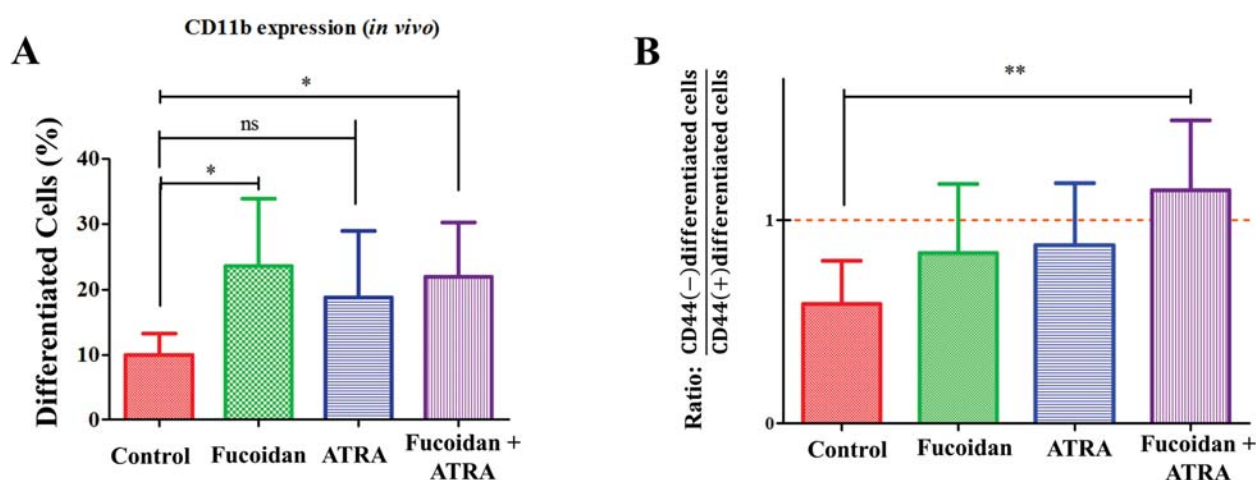 CD11b expression (in vivo)
A
*
ns
*
Differentiated Cells (%)
40
30
20
10
0
Control
Fucoidan
ATRA
Fucoidan +
ATRA
B
**
Ratio: CD44(−)differentiated cells
CD44(+)differentiated cells
1
0
Control
Fucoidan
ATRA
Fucoidan +
ATRA